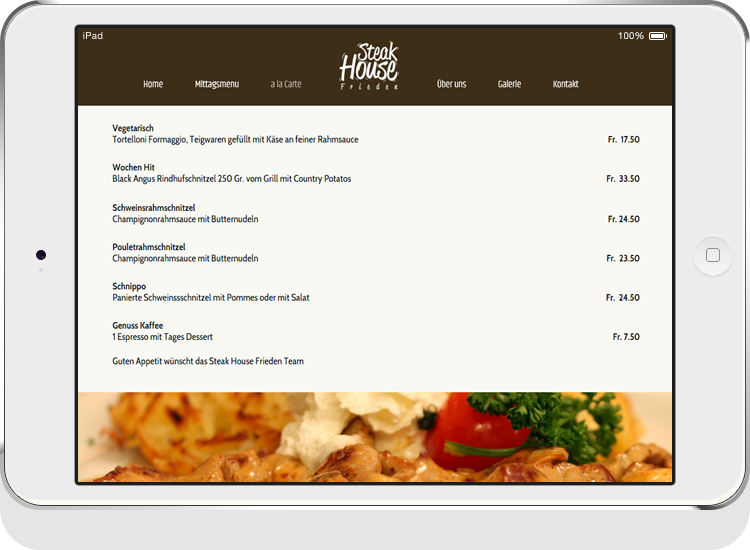 iPad 100%
Steak
House
Frieden
Home Mittagsmenu a la Carte Über uns Galerie Kontakt
Vegetarisch
Tortelloni Formaggio, Teigwaren gefüllt mit Käse an feiner Rahmsauce Fr. 17.50
Wochen Hit
Black Angus Rindhufschnitzel 250 Gr. vom Grill mit Country Potatos Fr. 33.50
Schweinsrahmschnitzel
Champignonrahmsauce mit Butternudeln Fr. 24.50
Pouletrahmschnitzel
Champignonrahmsauce mit Butternudeln Fr. 23.50
Schnippo
Panierte Schweinssschnitzel mit Pommes oder mit Salat Fr. 24.50
Genuss Kaffee
1 Espresso mit Tages Dessert Fr. 7.50
Guten Appetit wünscht das Steak House Frieden Team